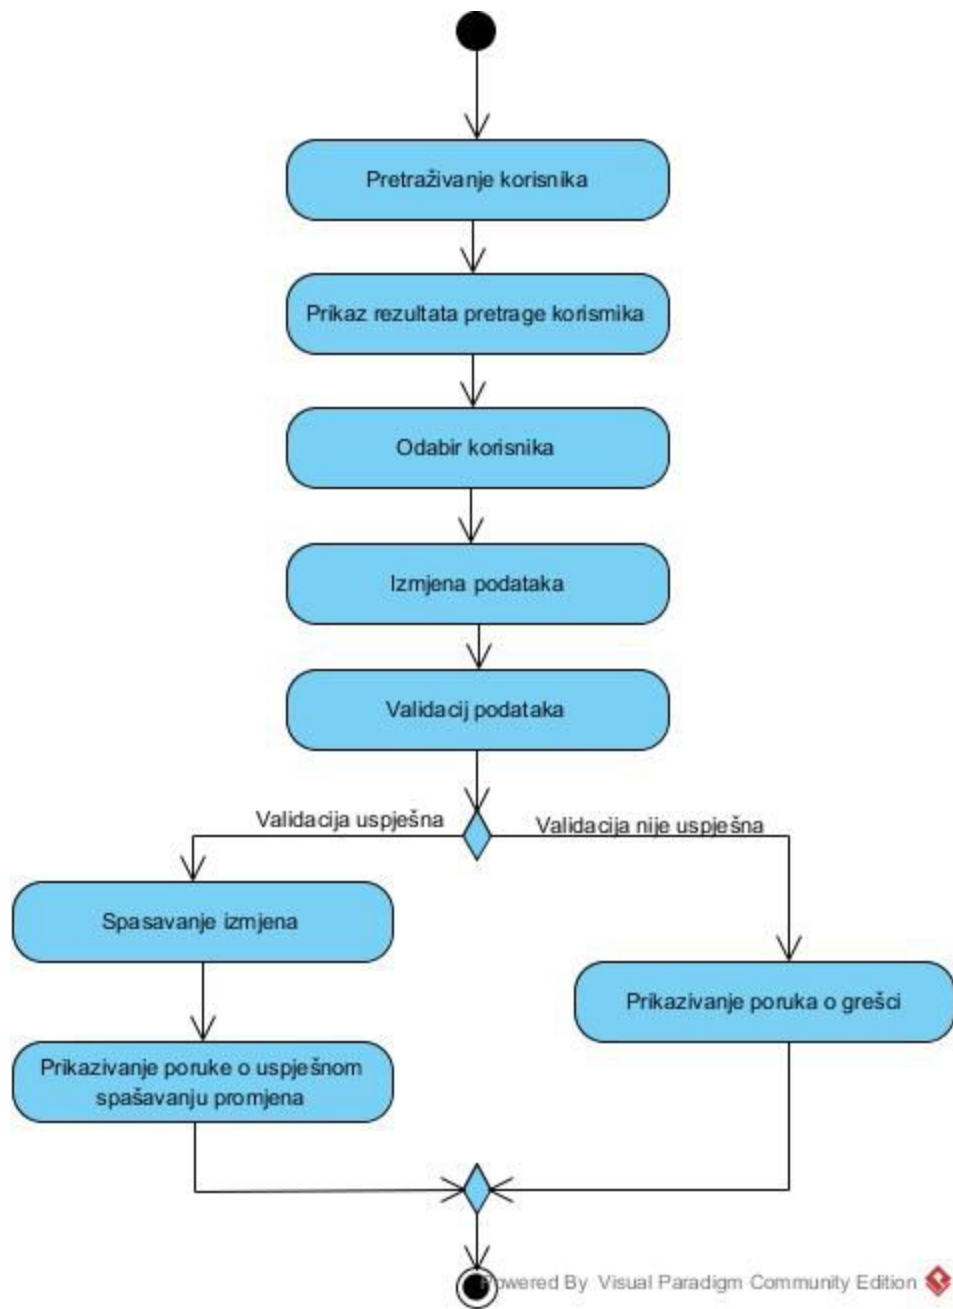 Pretraživanje korisnika
Prikaz rezultata pretrage korismika
Odabir korisnika
Izmjena podataka
Validacij podataka
Validacija uspješna
Validacija nije uspješna
Spasavanje izmjena
Prikazivanje poruka o grešci
Prikazivanje poruke o uspješnom
spašavanju promjena
Powered By Visual Paradigm Community Edition